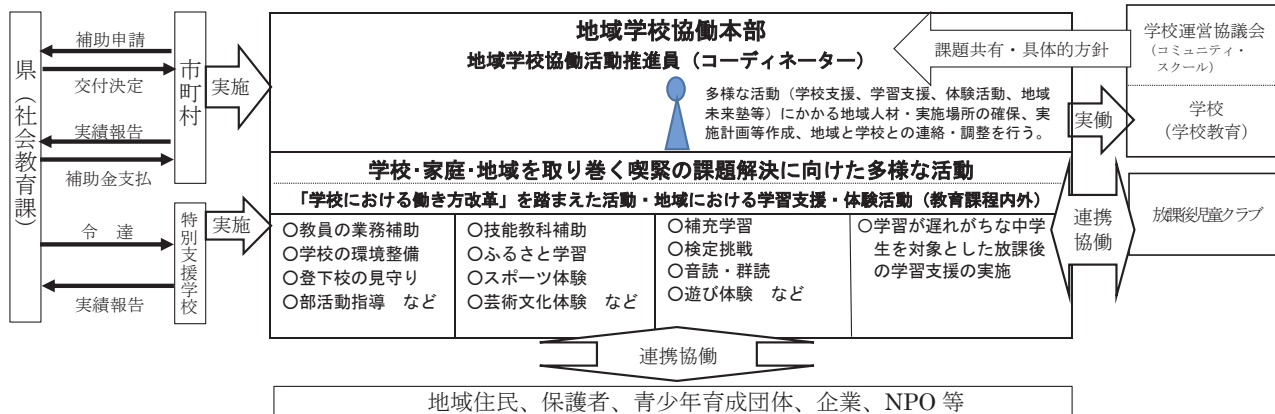 県（社会教育課）
補助申請
交付決定
実績報告
補助金支払
令　達
実績報告
市町村
特別支援学校
実施
実施
地域学校協働本部
地域学校協働活動推進員（コーディネーター）
多様な活動（学校支援、学習支援、体験活動、地域
未来塾等）にかかる地域人材・実施場所の確保、実
施計画等作成、地域と学校との連絡・調整を行う。
課題共有・具体的方針
学校運営協議会
（コミュニティ・
スクール）
実働
学校
（学校教育）
学校・家庭・地域を取り巻く喫緊の課題解決に向けた多様な活動
「学校における働き方改革」を踏まえた活動・地域における学習支援・体験活動（教育課程内外）
○教員の業務補助
○学校の環境整備
○登下校の見守り
○部活動指導　など
○技能教科補助
○ふるさと学習
○スポーツ体験
○芸術文化体験　など
○補充学習
○検定挑戦
○音読・群読
○遊び体験　など
○学習が遅れがちな中学
生を対象とした放課後
の学習支援の実施
連携
協働
放課後児童クラブ
連携協働
地域住民、保護者、青少年育成団体、企業、NPO 等